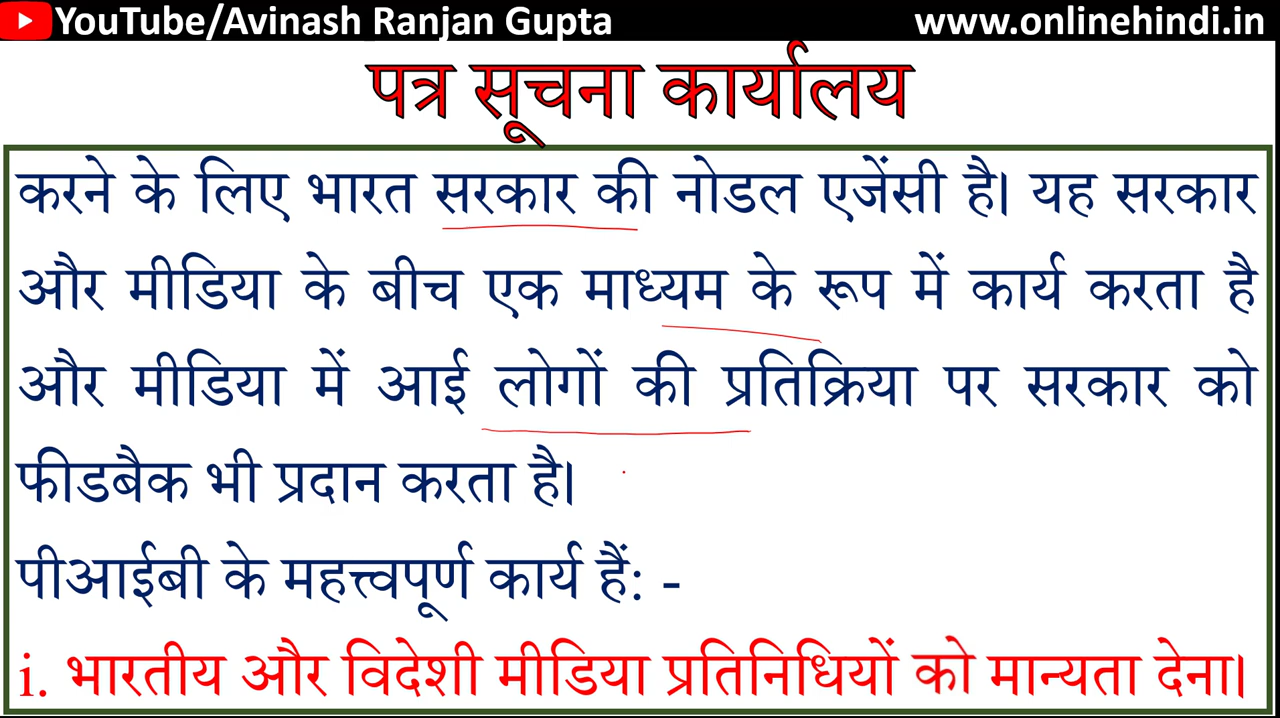 YouTube/Avinash Ranjan Gupta
www.onlinehindi.in
पत्र सूचना कार्यालय
करने के लिए भारत सरकार की नोडल एजेंसी है। यह सरकार
और मीडिया के बीच एक माध्यम के रूप में कार्य करता है
और मीडिया में आई लोगों की प्रतिक्रिया पर सरकार को
फीडबैक भी प्रदान करता है।
पीआईबी के महत्त्वपूर्ण कार्य हैं: -
i. भारतीय और विदेशी मीडिया प्रतिनिधियों को मान्यता देना।